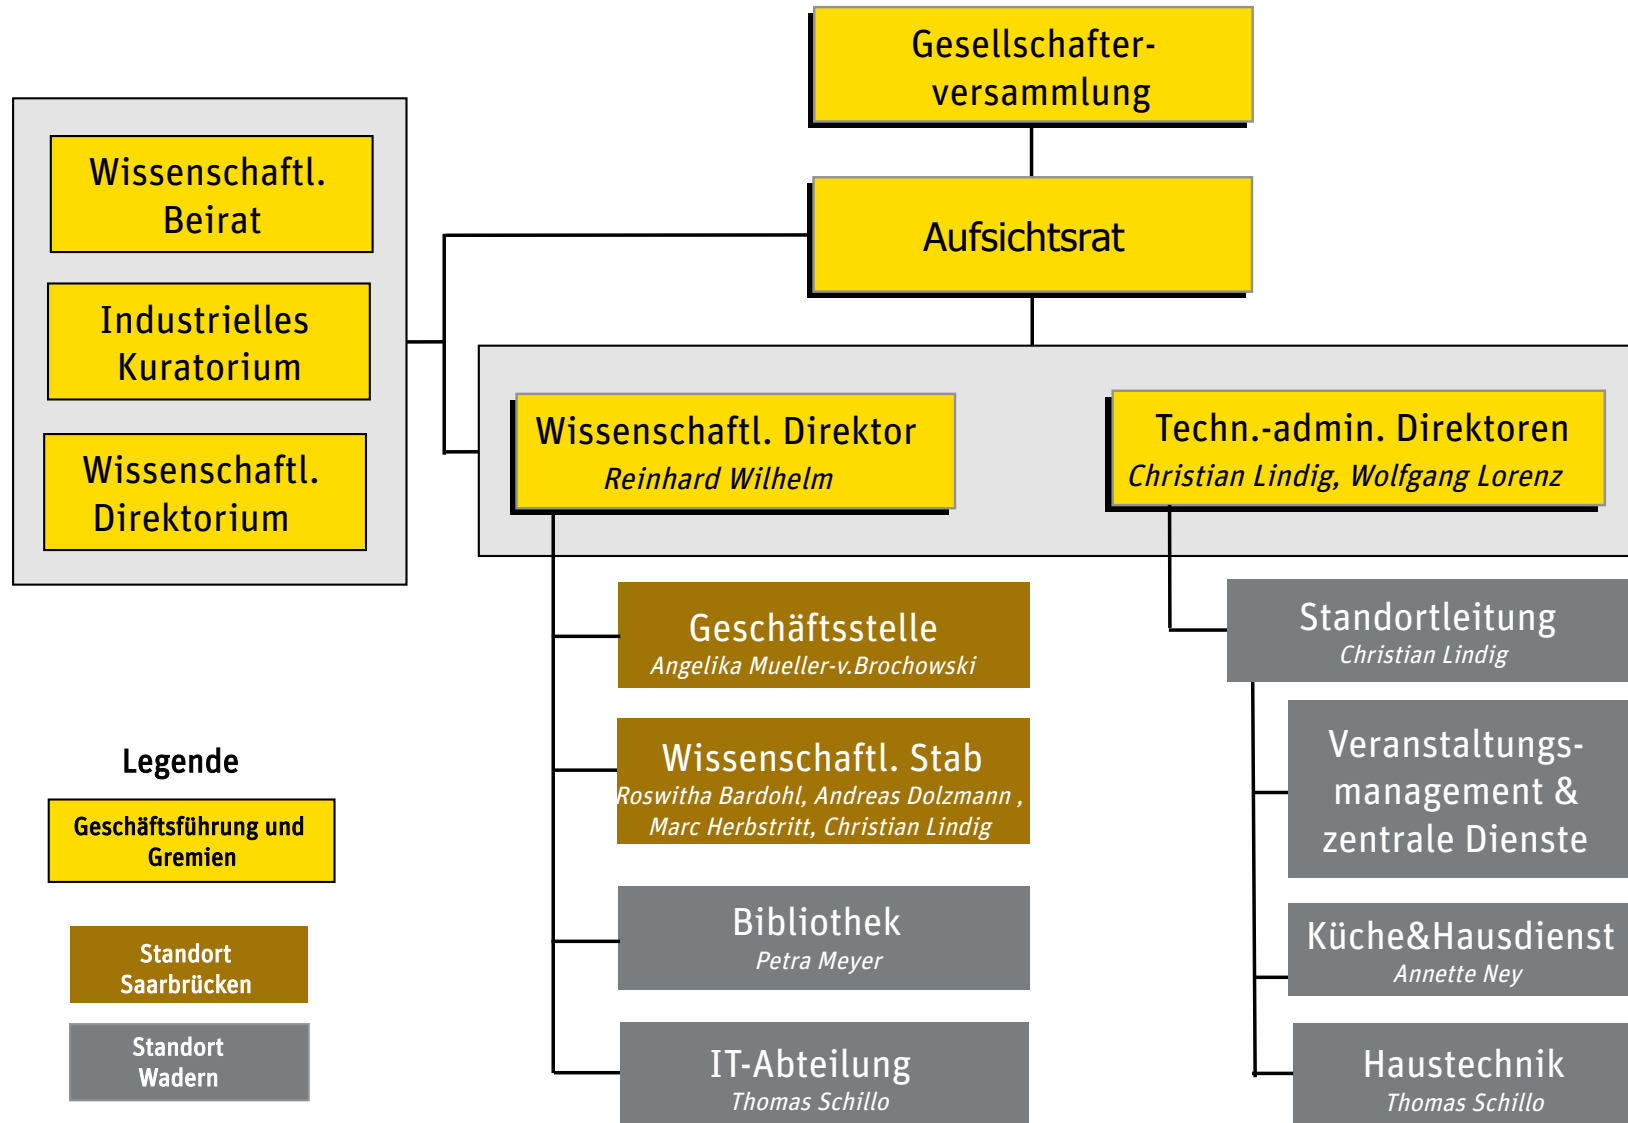 Gesellschafter-
versammlung
Aufsichtsrat
Wissenschaftl.
Beirat
Industrielles
Kuratorium
Wissenschaftl.
Direktorium
Wissenschaftl. Direktor
Reinhard Wilhelm
Techn.-admin. Direktoren
Christian Lindig, Wolfgang Lorenz
Geschäftsstelle
Angelika Mueller-v.Brochowski
Wissenschaftl. Stab
Roswitha Bardohl, Andreas Dolzmann ,
Marc Herbstritt, Christian Lindig
Bibliothek
Petra Meyer
IT-Abteilung
Thomas Schillo
Standortleitung
Christian Lindig
Veranstaltungs-
management &
zentrale Dienste
Küche&Hausdienst
Annette Ney
Haustechnik
Thomas Schillo
Legende
Geschäftsführung und
Gremien
Standort
Saarbrücken
Standort
Wadern